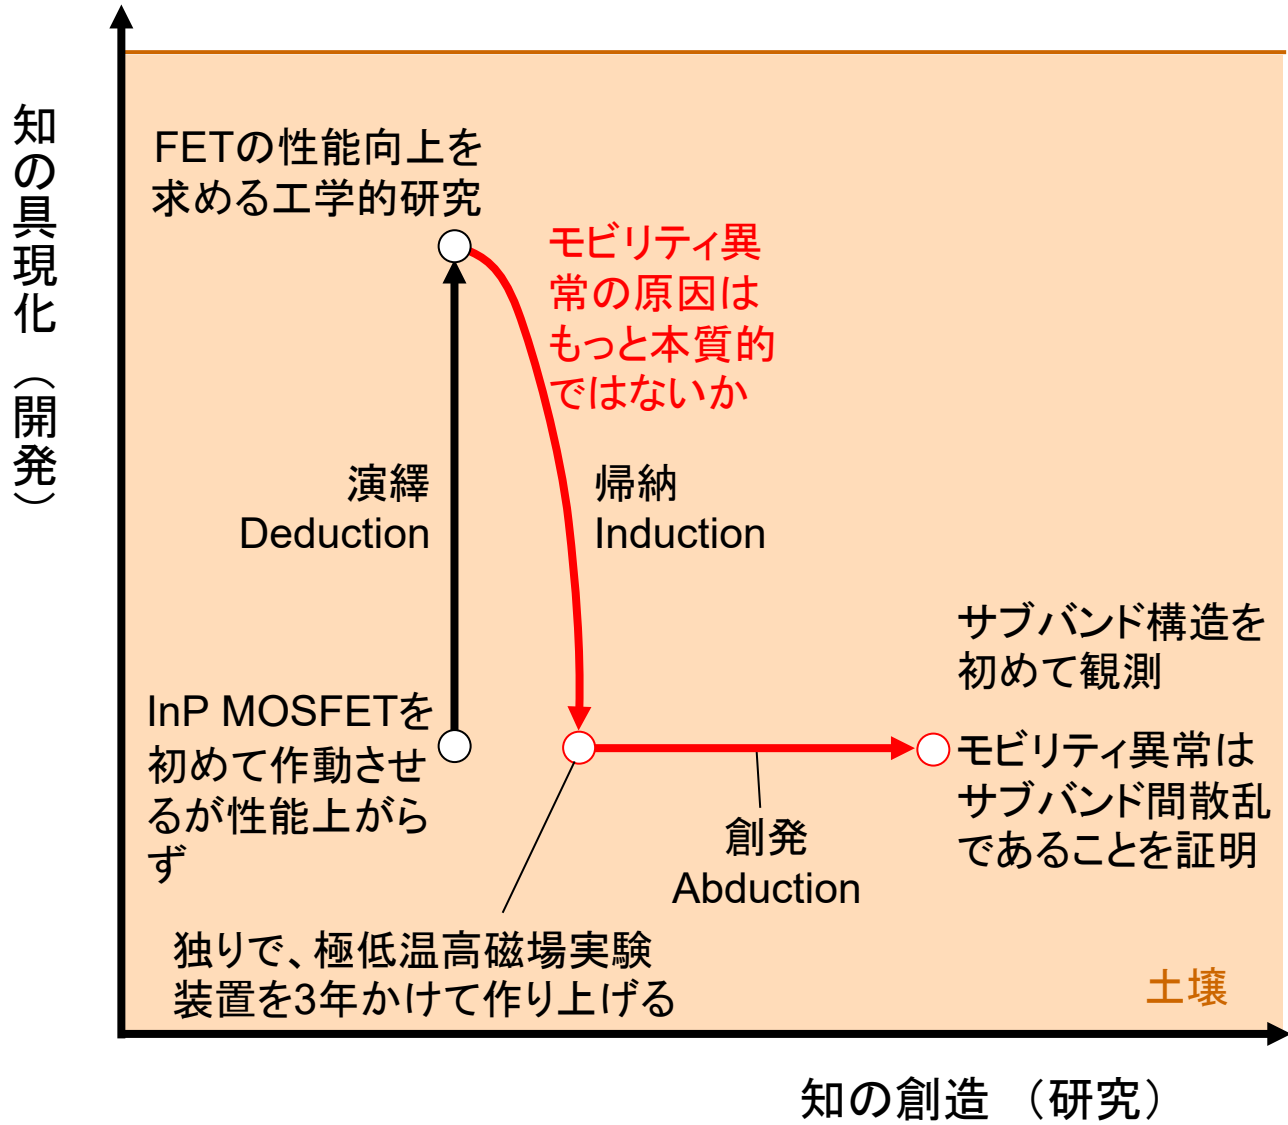 知の具現化 （開発）
FETの性能向上を
求める工学的研究
モビリティ異
常の原因は
もっと本質的
ではないか
演繹
Deduction
帰納
Induction
サブバンド構造を
初めて観測
InP MOSFETを
初めて作動させ
るが性能上がら
ず
モビリティ異常は
サブバンド間散乱
であることを証明
創発
Abduction
独りで、極低温高磁場実験
装置を3年かけて作り上げる
土壌
知の創造 （研究）